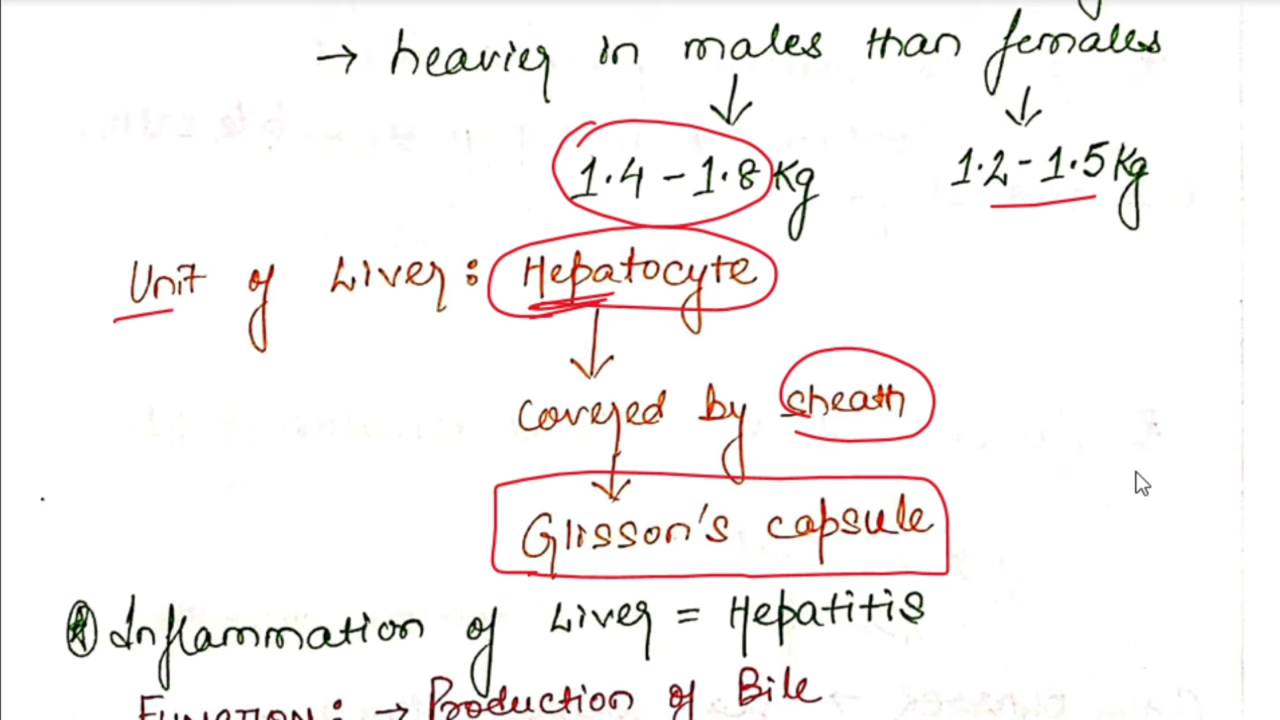 → heavier in males than females
↓ ↓
1.4 - 1.8 Kg 1.2 - 1.5 Kg
Unit of Liver : Hepatocyte
↓
covered by sheath
↓
Glisson's capsule
Inflammation of Liver = Hepatitis
FUNCTION : → Production of Bile